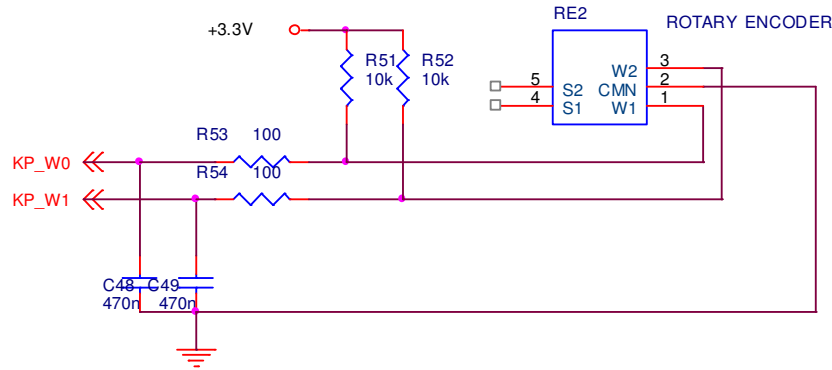 RE2
ROTARY ENCODER
+3.3V
R51
10k
R52
10k
5
4
S2
S1
W2
CMN
W1
3
2
1
R53
100
KP_W0
R54
100
KP_W1
C48
470n
C49
470n